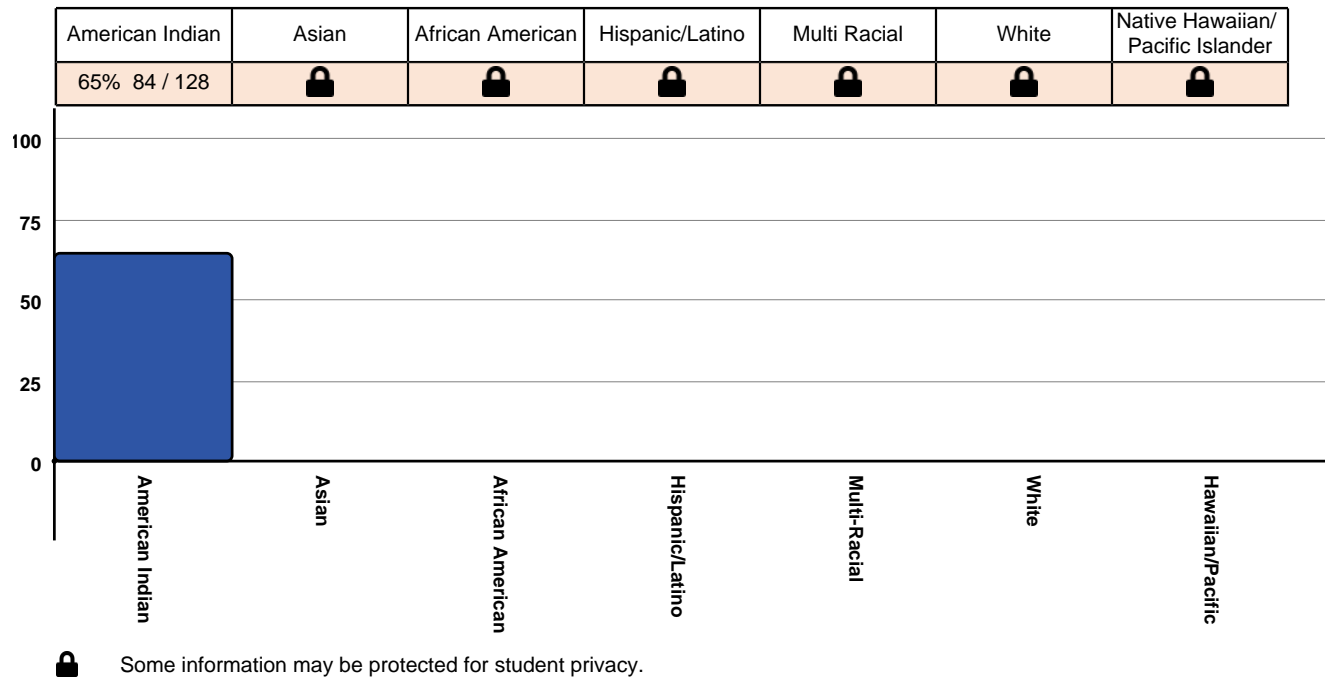 American Indian Asian African American Hispanic/Latino Multi Racial White Native Hawaiian/
Pacific Islander
65% 84 / 128
100
75
50
25
0
American Indian
Asian
African American
Hispanic/Latino
Multi-Racial
White
Hawaiian/Pacific
Some information may be protected for student privacy.